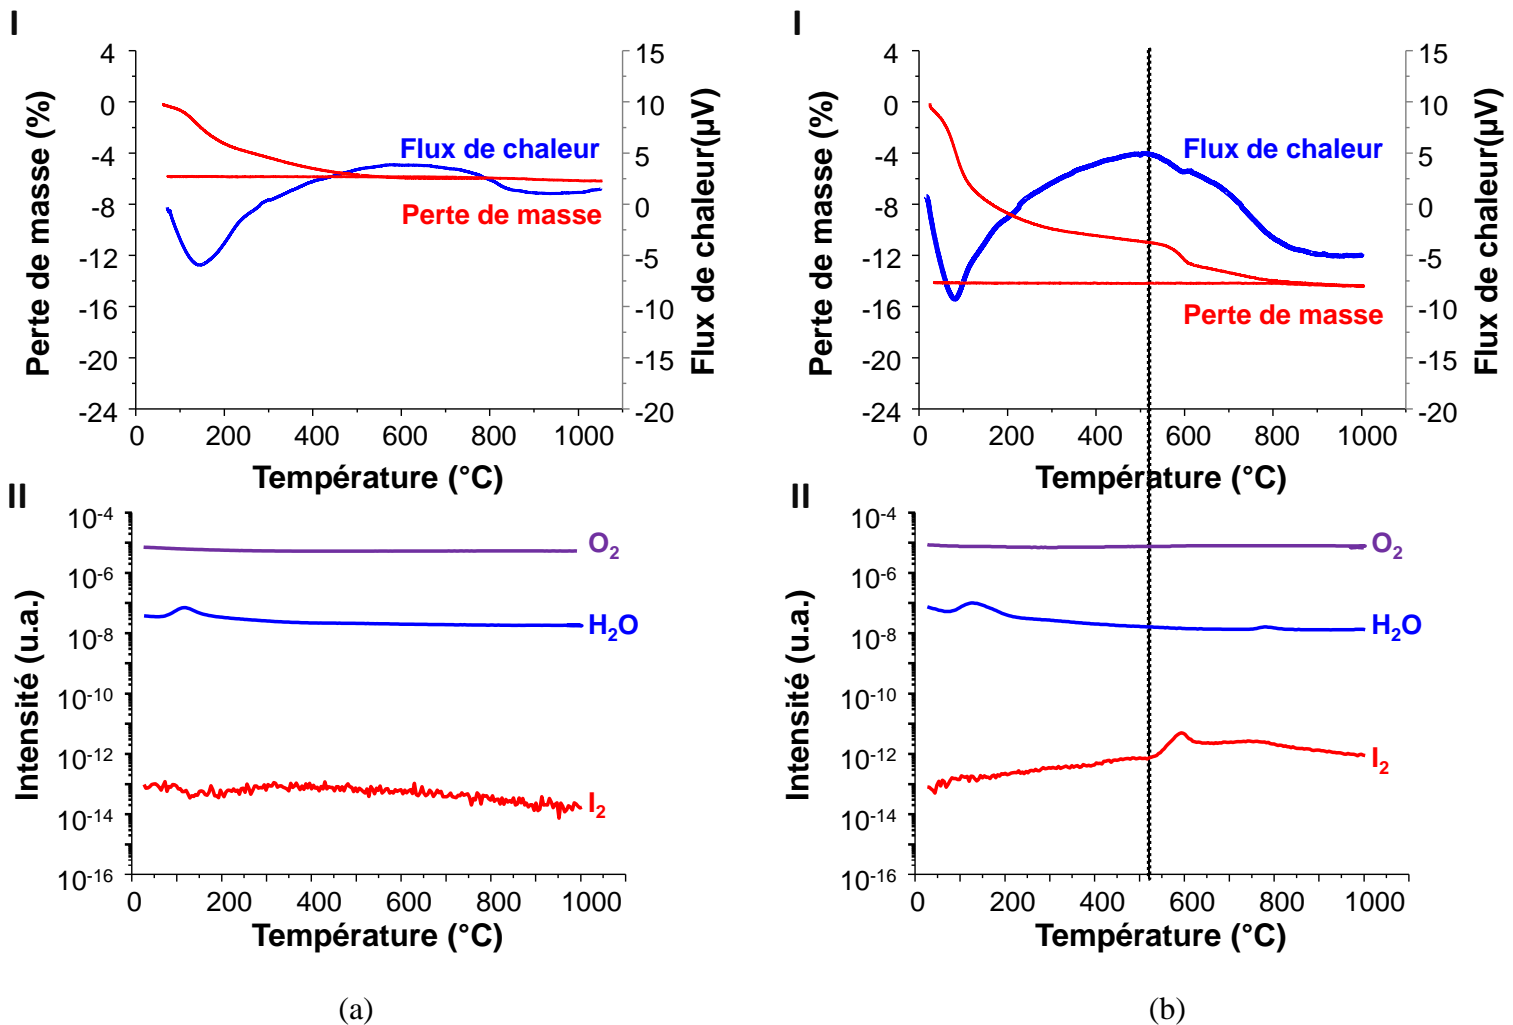 I
4
0
-4
-8
-12
-16
-20
-24
Perte de masse (%)
15
10
5
0
-5
-10
-15
-20
Flux de chaleur(µV)
Flux de chaleur
Perte de masse
0 200 400 600 800 1000
Température (°C)
II
10-4
10-6
10-8
10-10
10-12
10-14
10-16
Intensité (u.a.)
O2
H2O
I2
0 200 400 600 800 1000
Température (°C)
(a)
I
4
0
-4
-8
-12
-16
-20
-24
Perte de masse (%)
15
10
5
0
-5
-10
-15
-20
Flux de chaleur(µV)
Flux de chaleur
Perte de masse
0 200 400 600 800 1000
Température (°C)
II
10-4
10-6
10-8
10-10
10-12
10-14
10-16
Intensité (u.a.)
O2
H2O
I2
0 200 400 600 800 1000
Température (°C)
(b)